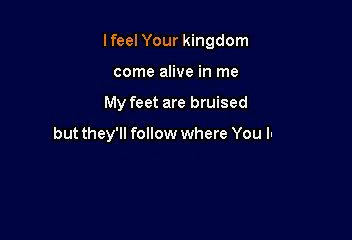 I feel Your kingdom
come alive in me
My feet are bruised
but they'll follow where You